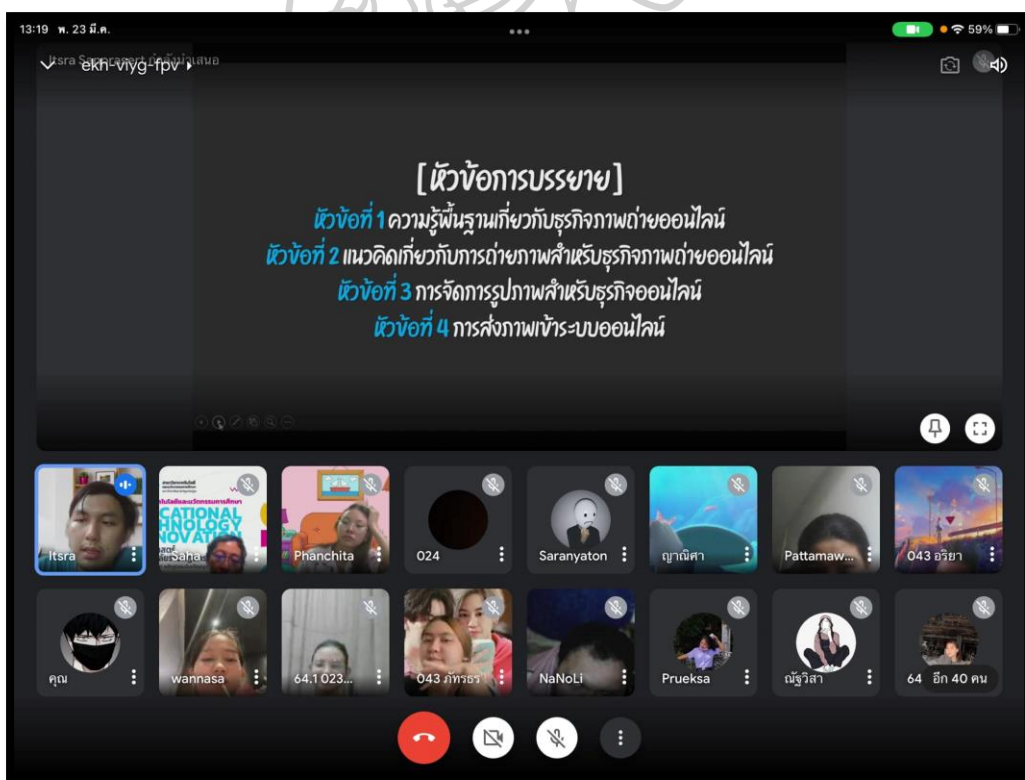 13:19 พ. 23 มี.ค.
59%
ekh-viyg-fpv
[หัวข้อการบรรยาย]
หัวข้อที่ 1 ความรู้พื้นฐานเกี่ยวกับธุรกิจภาพถ่ายออนไลน์
หัวข้อที่ 2 แนวคิดเกี่ยวกับการถ่ายภาพสำหรับธุรกิจภาพถ่ายออนไลน์
หัวข้อที่ 3 การจัดการรูปภาพสำหรับธุรกิจออนไลน์
หัวข้อที่ 4 การส่งภาพเข้าระบบออนไลน์
Itsra
Saha
Phanchita
024
Saranyaton
ญาณิศา
Pattamaw...
043 อริยา
คุณ
wannasa
64.1 023...
043 ภัทรธร
NaNoLi
Prueksa
ณัฐวิสา
64 อีก 40 คน